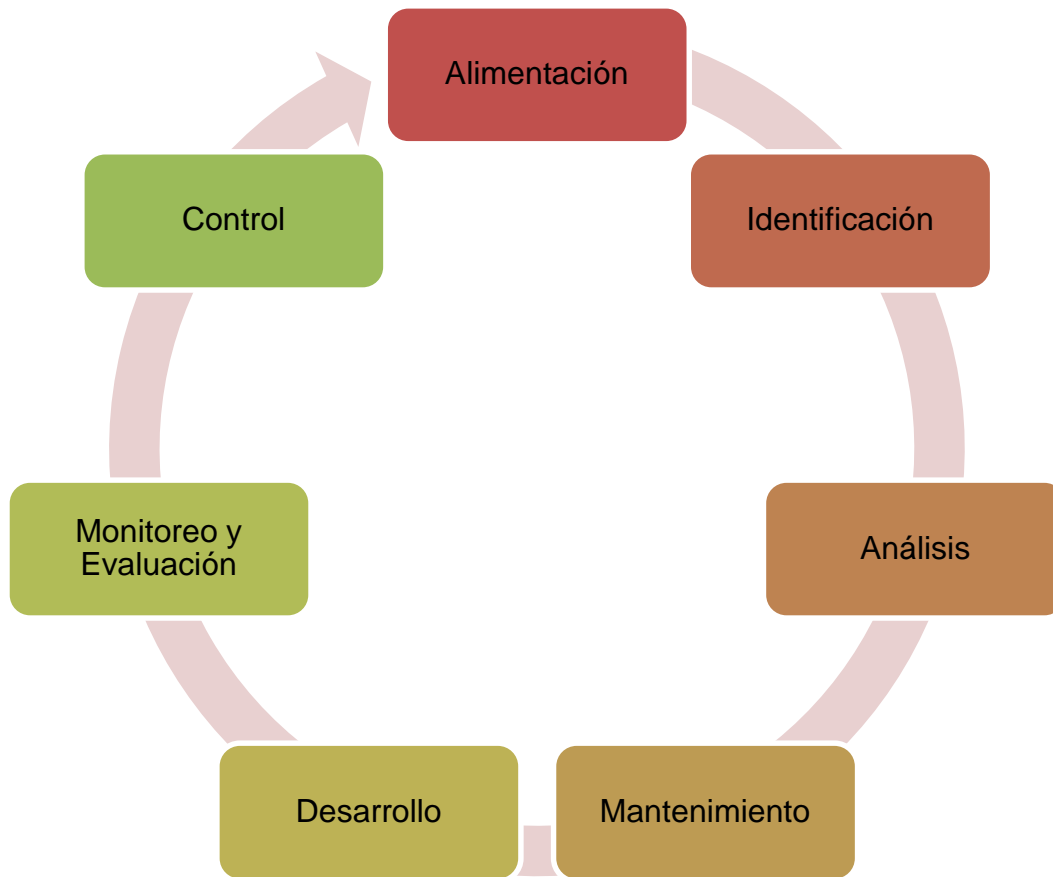 Alimentación
Identificación
Análisis
Mantenimiento
Desarrollo
Monitoreo y
Evaluación
Control